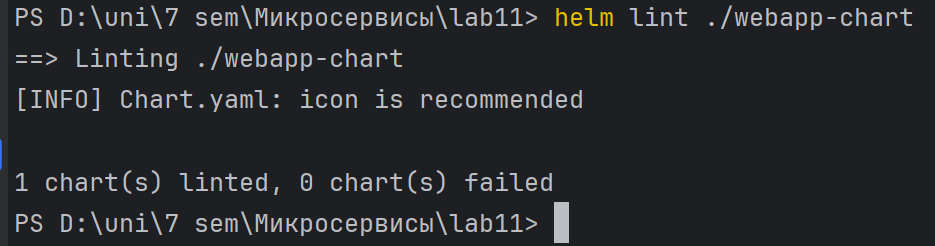 PS D:\uni\7 sem\Микросервисы\lab11> helm lint ./webapp-chart
==> Linting ./webapp-chart
[INFO] Chart.yaml: icon is recommended
1 chart(s) linted, 0 chart(s) failed
PS D:\uni\7 sem\Микросервисы\lab11>